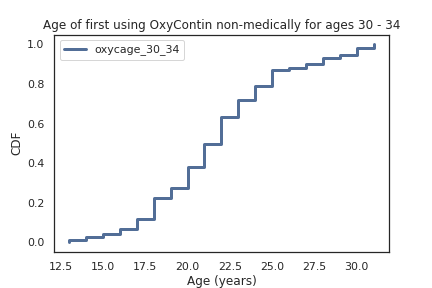 Age of first using OxyContin non-medically for ages 30 - 34
oxycage_30_34
CDF
1.0
0.8
0.6
0.4
0.2
0.0
12.5 15.0 17.5 20.0 22.5 25.0 27.5 30.0
Age (years)